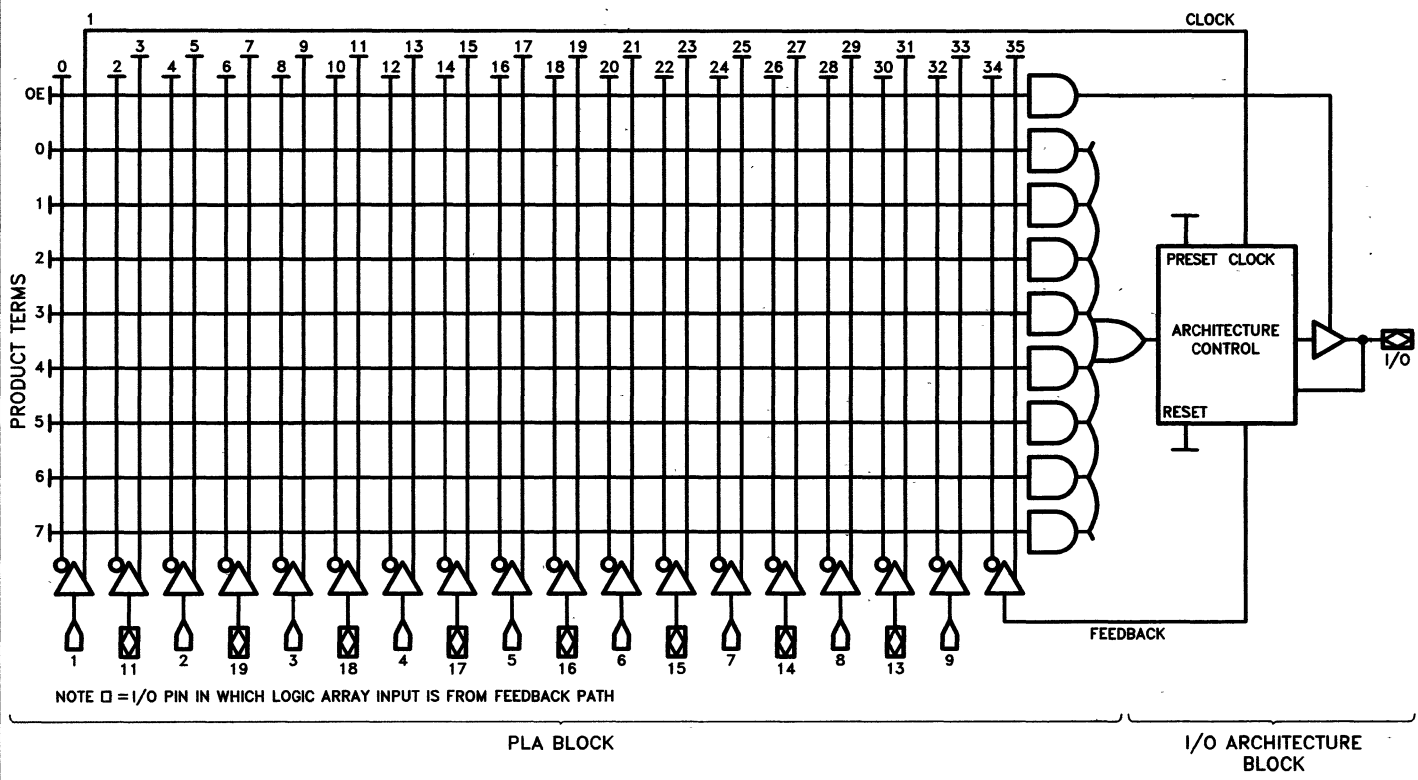 1 CLOCK
3 5 7 9 11 13 15 17 19 21 23 25 27 29 31 33 35
0 2 4 6 8 10 12 14 16 18 20 22 24 26 28 30 32 34
OE
0
1
2
3
4
5
6
7
PRODUCT TERMS
PRESET CLOCK
ARCHITECTURE
CONTROL
RESET
I/O
FEEDBACK
1 11 2 19 3 18 4 17 5 16 6 15 7 14 8 13 9
NOTE □ = I/O PIN IN WHICH LOGIC ARRAY INPUT IS FROM FEEDBACK PATH
PLA BLOCK
I/O ARCHITECTURE
BLOCK